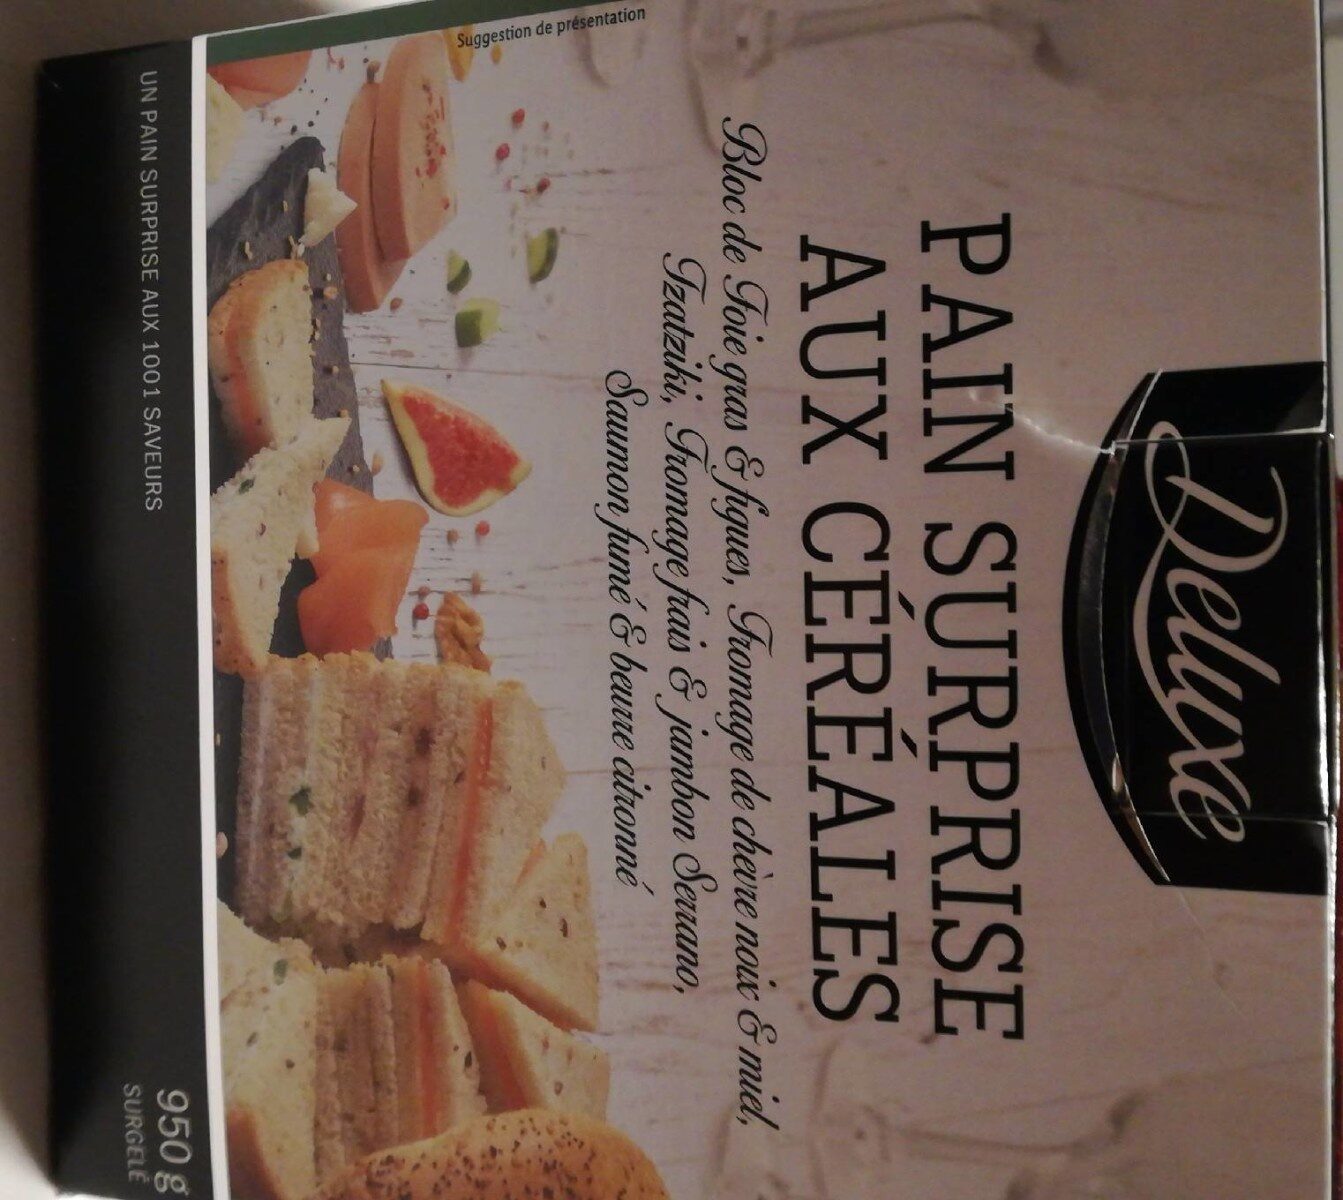 Deluxe
PAIN SURPRISE
AUX CÉRÉALES
Bloc de Foie gras & figues, Fromage de chèvre noix & miel,
Tzatziki, Fromage frais & jambon Serrano,
Saumon fumé & beurre citronné
Suggestion de présentation
UN PAIN SURPRISE AUX 1001 SAVEURS
950 g
SURGELÉ